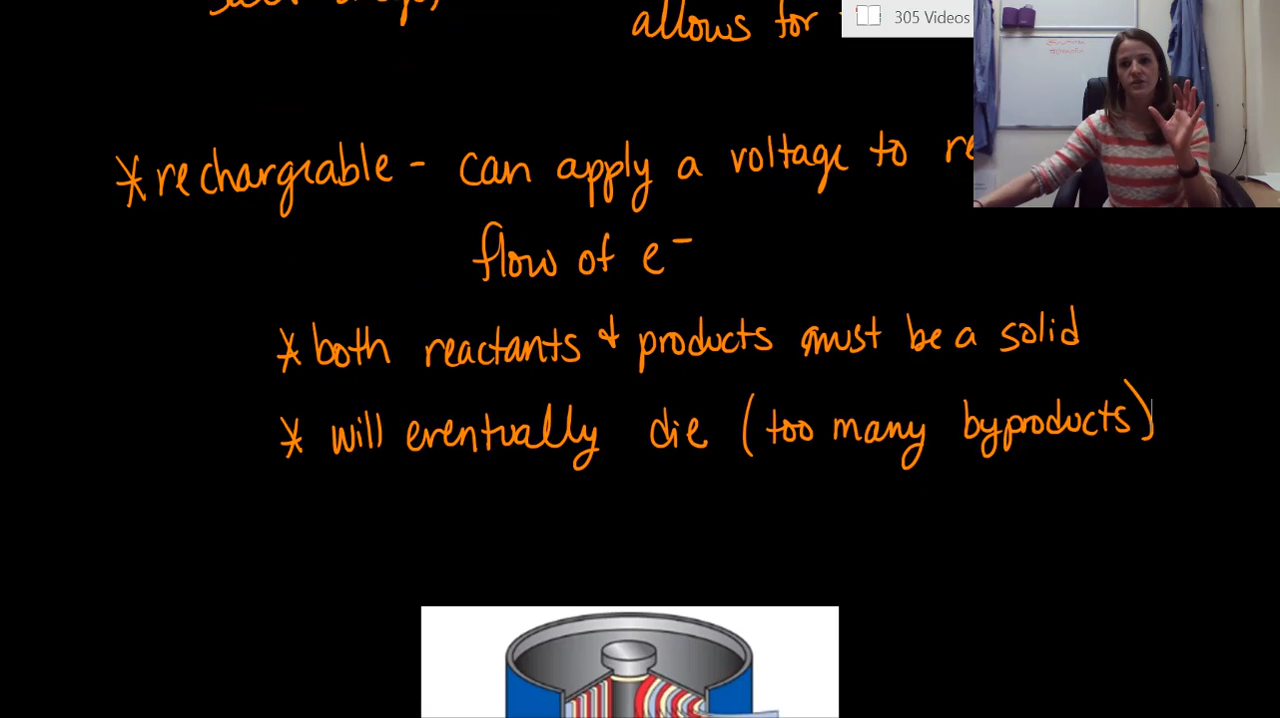 allows for
305 Videos
*rechargeable - can apply a voltage to re
flow of e⁻
*both reactants & products must be a solid
* will eventually die (too many byproducts)